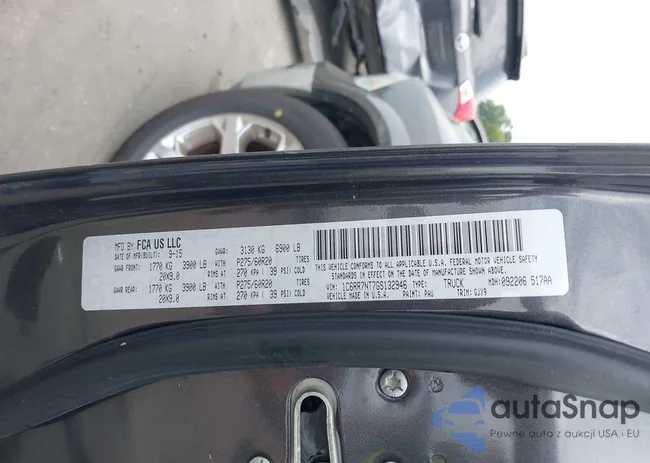 MFD BY FCA US LLC
DATE OF MFR(BUILT): 9-15 GVWR: 3130 KG 6900 LB
GAWR FRONT: 1770 KG 3900 LB WITH TIRES P275/60R20
20X9.0 RIMS AT 270 KPA ( 39 PSI) COLD
GAWR REAR: 1770 KG 3900 LB WITH TIRES P275/60R20
20X9.0 RIMS AT 270 KPA ( 39 PSI) COLD
THIS VEHICLE CONFORMS TO ALL APPLICABLE U.S.A. FEDERAL MOTOR VEHICLE SAFETY
STANDARDS IN EFFECT ON THE DATE OF MANUFACTURE SHOWN ABOVE.
VIN: 1C6RR7NT7GS132946 TYPE: TRUCK MDH: 092206 517AA
VEHICLE MADE IN U.S.A. PAINT: PAU TRIM: GJX9
autaSnap
Pewne auta z aukcji USA i EU